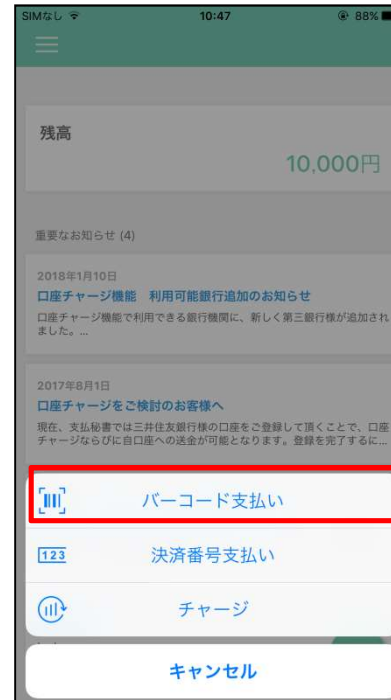 SIMなし 10:47 88%
残高
10,000円
重要なお知らせ (4)
2018年1月10日
口座チャージ機能 利用可能銀行追加のお知らせ
口座チャージ機能で利用できる銀行機関に、新しく第三銀行様が追加され
ました。...
2017年8月1日
口座チャージをご検討のお客様へ
現在、支払秘書では三井住友銀行様の口座をご登録して頂くことで、口座
チャージならびに自口座への送金が可能となります。登録を完了するに...
バーコード支払い
123 決済番号支払い
チャージ
キャンセル